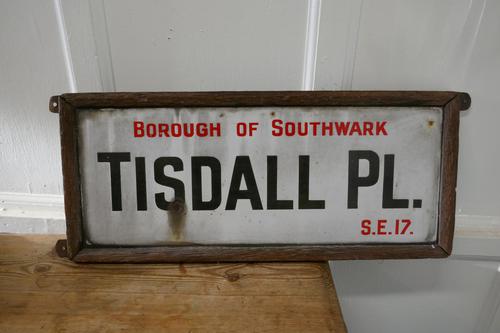 Borough of Southwark
Tisdall Pl.
S.E.17.